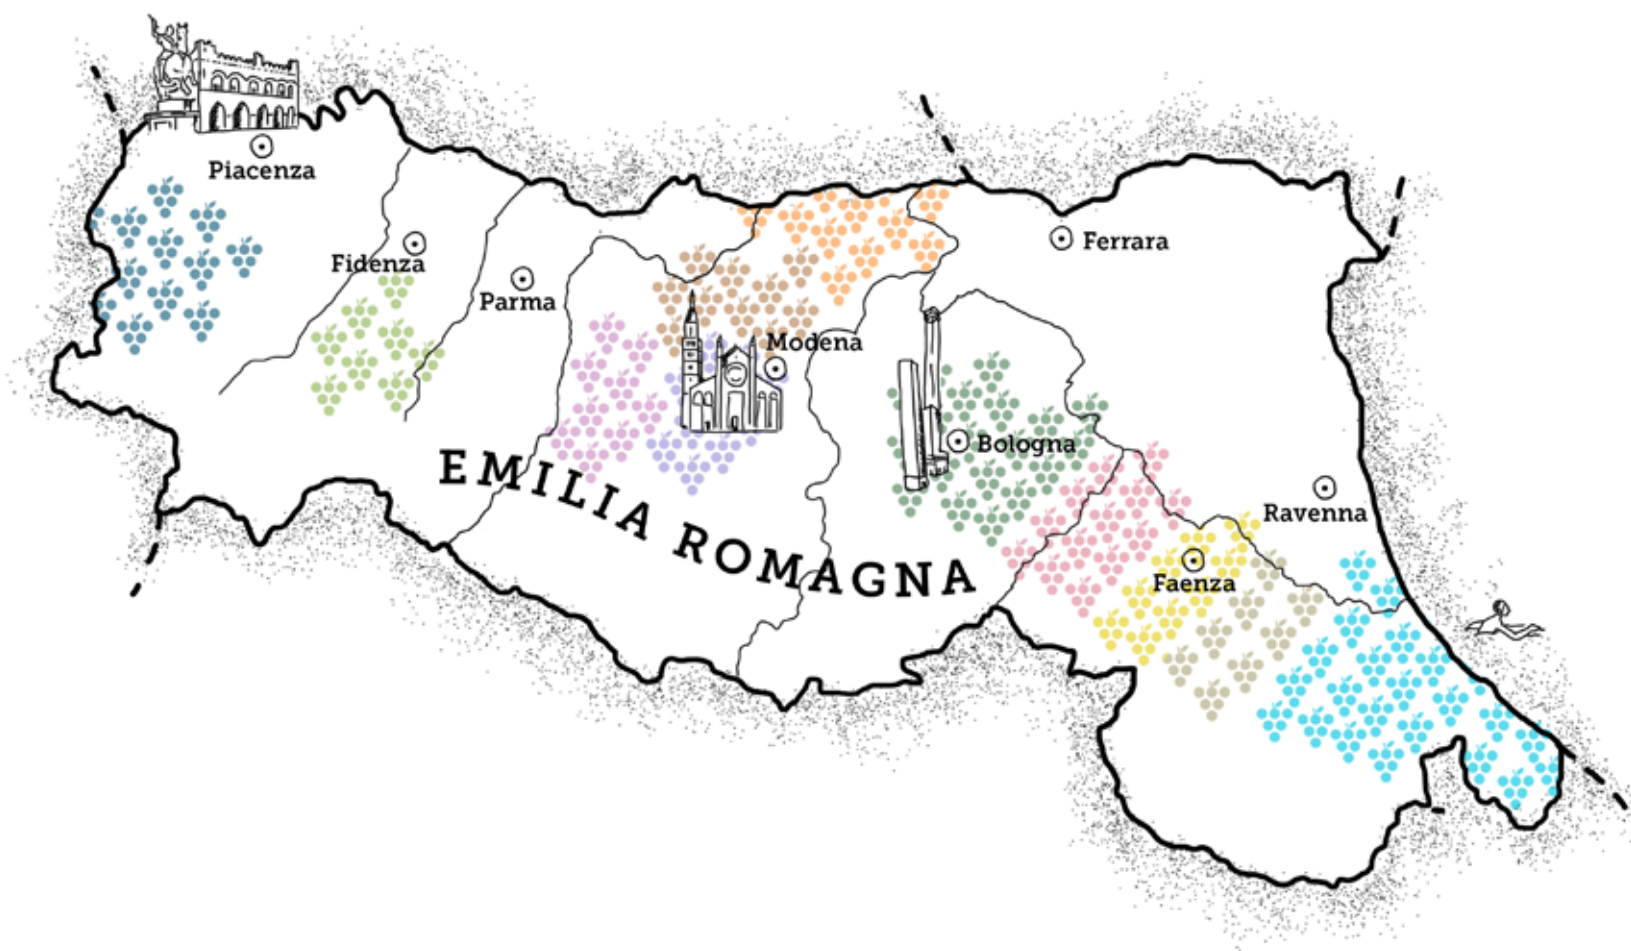 Piacenza
Fidenza
Parma
Ferrara
Modena
Bologna
Ravenna
Faenza
EMILIA ROMAGNA